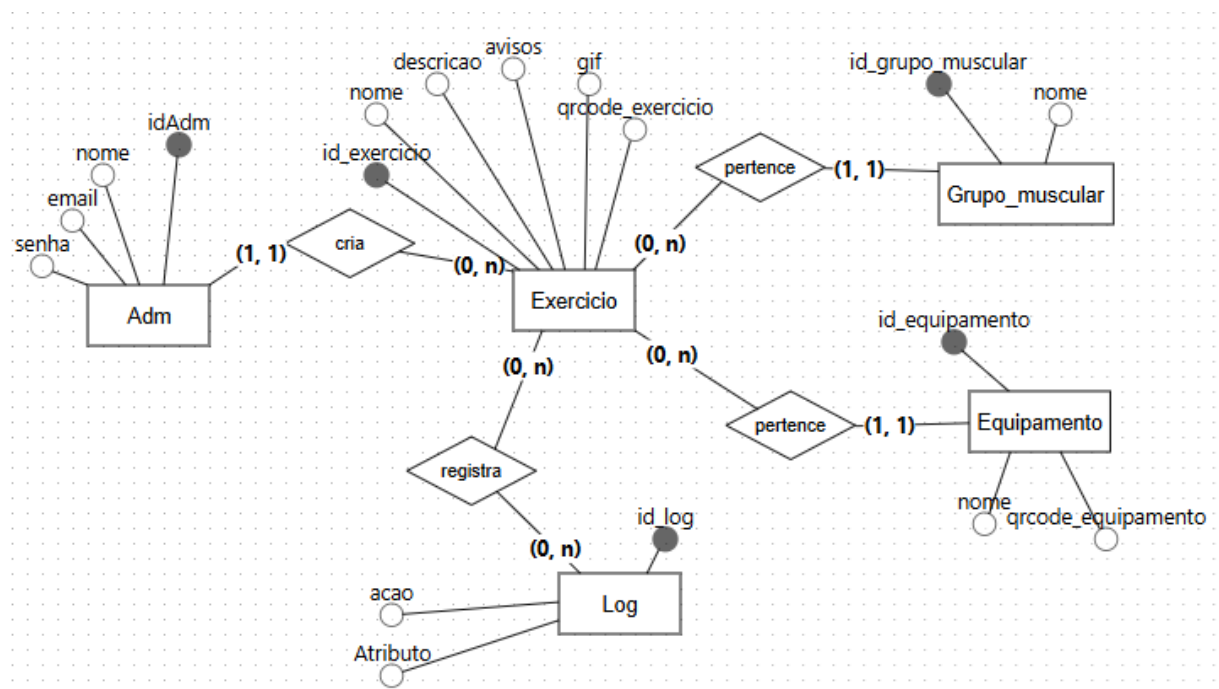 avisos
descricao
gif
id_grupo_muscular
nome
nome
qrcode_exercicio
idAdm
nome
id_exercicio
pertence
(1, 1)
Grupo_muscular
email
senha
(1, 1)
cria
(0, n)
(0, n)
Exercicio
Adm
id_equipamento
(0, n)
(0, n)
pertence
(1, 1)
Equipamento
registra
nome
qrcode_equipamento
id_log
(0, n)
acao
Log
Atributo